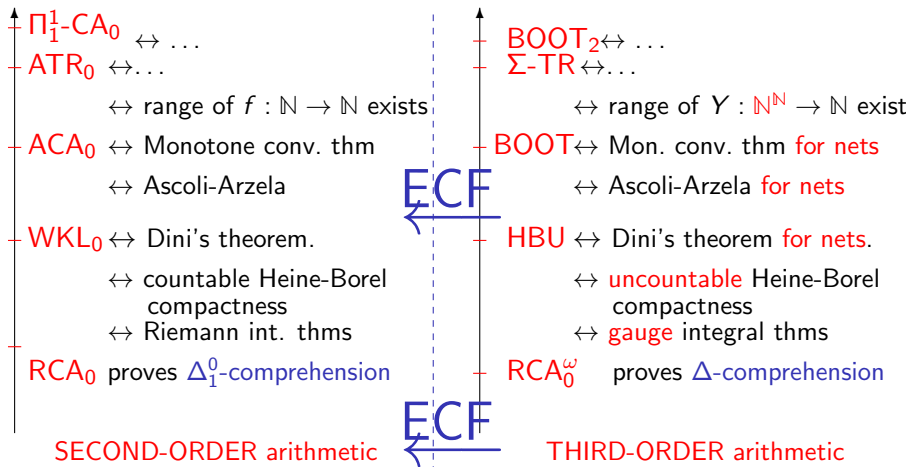 Π¹₁-CA₀ ↔ ...
ATR₀ ↔...
↔ range of f : ℕ → ℕ exists
ACA₀ ↔ Monotone conv. thm
↔ Ascoli-Arzela
WKL₀ ↔ Dini's theorem.
↔ countable Heine-Borel
compactness
↔ Riemann int. thms
RCA₀ proves Δ⁰₁-comprehension
SECOND-ORDER arithmetic
ECF
ECF
BOOT₂↔ ...
Σ-TR ↔...
↔ range of Y : ℕ^ℕ → ℕ exist
BOOT↔ Mon. conv. thm for nets
↔ Ascoli-Arzela for nets
HBU ↔ Dini's theorem for nets.
↔ uncountable Heine-Borel
compactness
↔ gauge integral thms
RCA₀^ω proves Δ-comprehension
THIRD-ORDER arithmetic